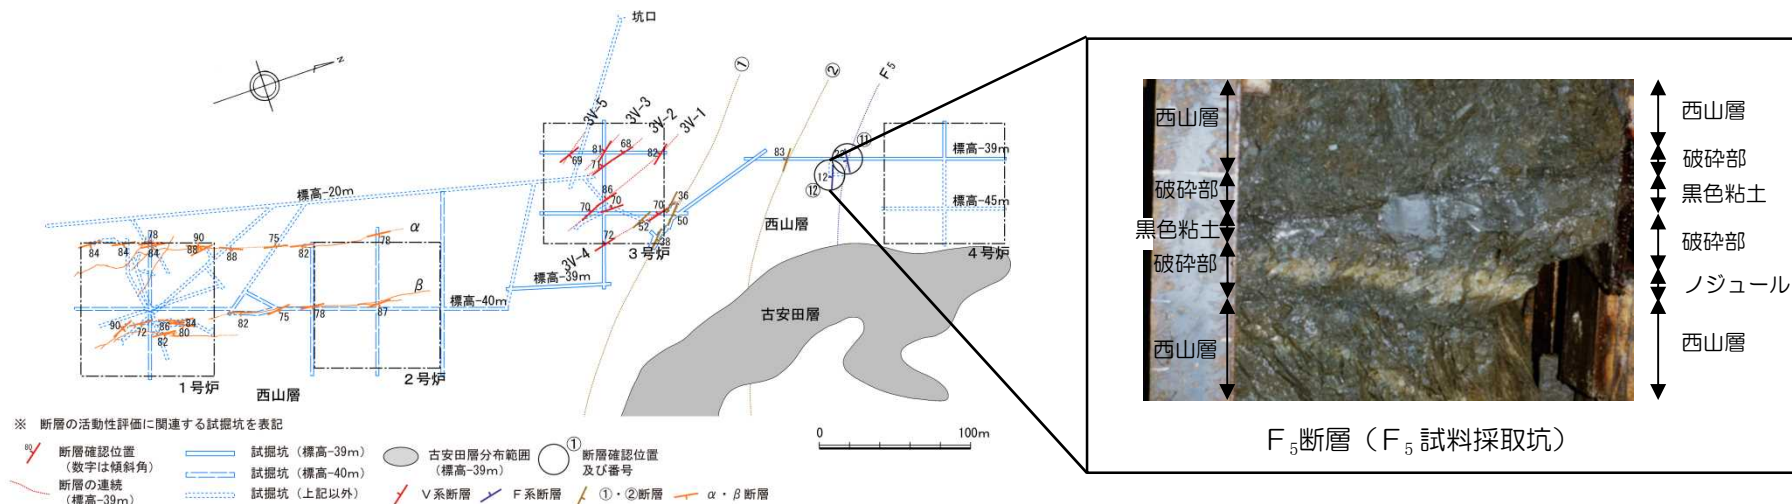 坑口
N
①
②
F₅
3V-5
3V-3
3V-2
3V-1
81
68
82
69
71
83
22
⑪
12
⑫
標高-39m
標高-45m
86
70
70
70
36
50
52
38
72
3V-4
3号炉
西山層
4号炉
標高-20m
標高-39m
標高-40m
α
β
78
84
84
84
90
88
88
75
82
78
90
72
86
84
80
82
82
75
78
87
1号炉
2号炉
西山層
古安田層
0
100m
※ 断層の活動性評価に関連する試掘坑を表記
80
断層確認位置
(数字は傾斜角)
断層の連続
(標高-39m)
試掘坑(標高-39m)
試掘坑(標高-40m)
試掘坑(上記以外)
古安田層分布範囲
(標高-39m)
①
断層確認位置
及び番号
V系断層
F系断層
①・②断層
α・β断層
西山層
破砕部
黒色粘土
破砕部
西山層
西山層
破砕部
黒色粘土
破砕部
ノジュール
西山層
F₅断層(F₅試料採取坑)